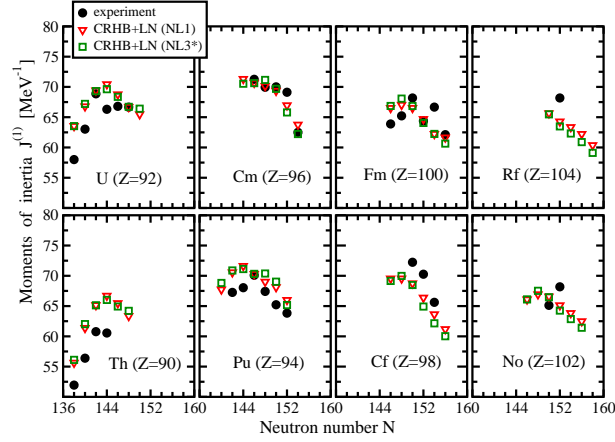 experiment
CRHB+LN (NL1)
CRHB+LN (NL3*)
80
75
70
65
60
55
U (Z=92)
Cm (Z=96)
Fm (Z=100)
Rf (Z=104)
80
75
70
65
60
55
Th (Z=90)
Pu (Z=94)
Cf (Z=98)
No (Z=102)
136 144 152 160 144 152 160 144 152 160 144 152 160
Neutron number N
Moments of inertia J(1) [MeV-1]